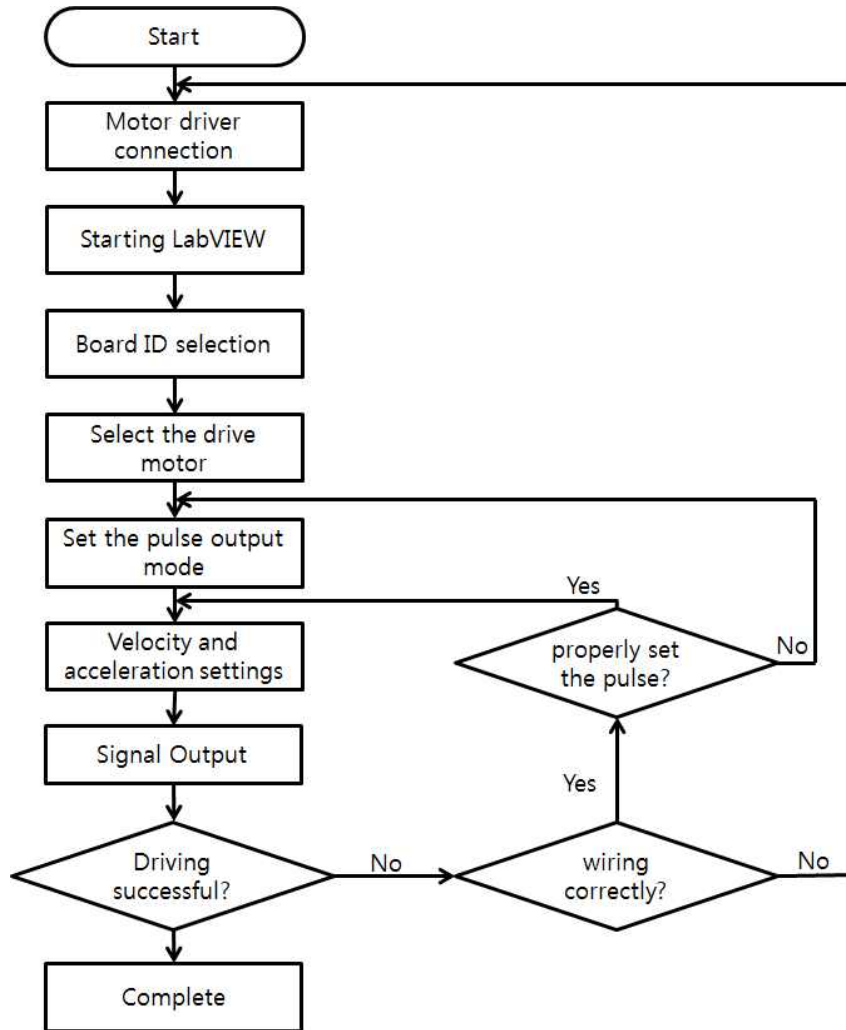 Start
Motor driver
connection
Starting LabVIEW
Board ID selection
Select the drive
motor
Set the pulse output
mode
Yes
Velocity and
acceleration settings
properly set
the pulse?
No
Signal Output
Yes
Driving
successful?
No
wiring
correctly?
No
Complete